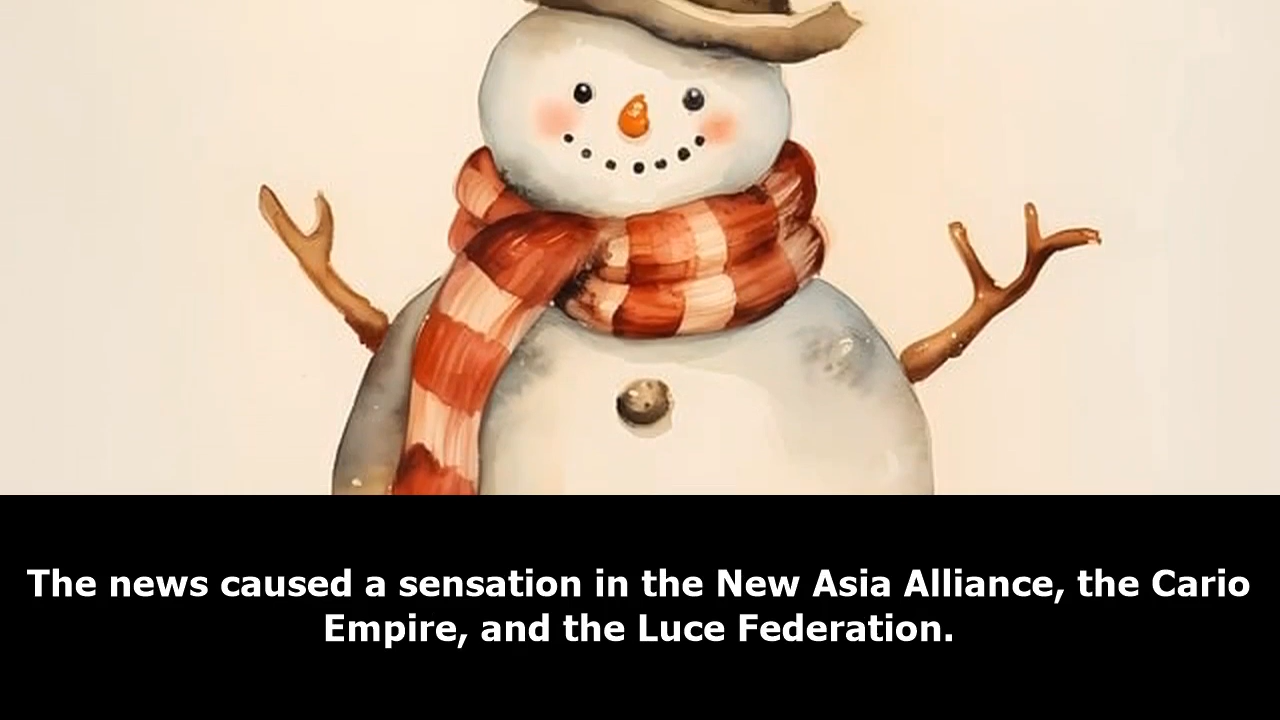 The news caused a sensation in the New Asia Alliance, the Cario
Empire, and the Luce Federation.